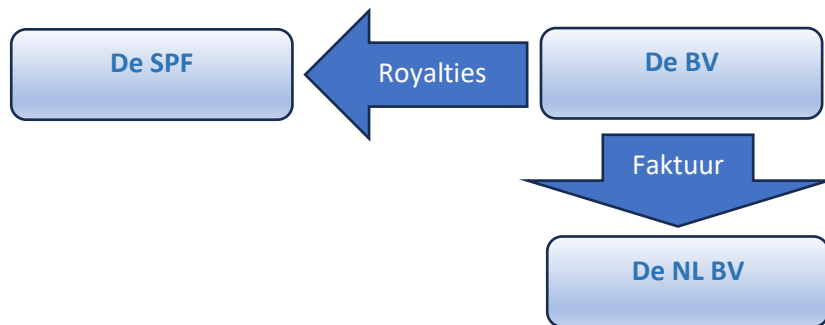 De SPF
Royalties
De BV
Faktuur
De NL BV